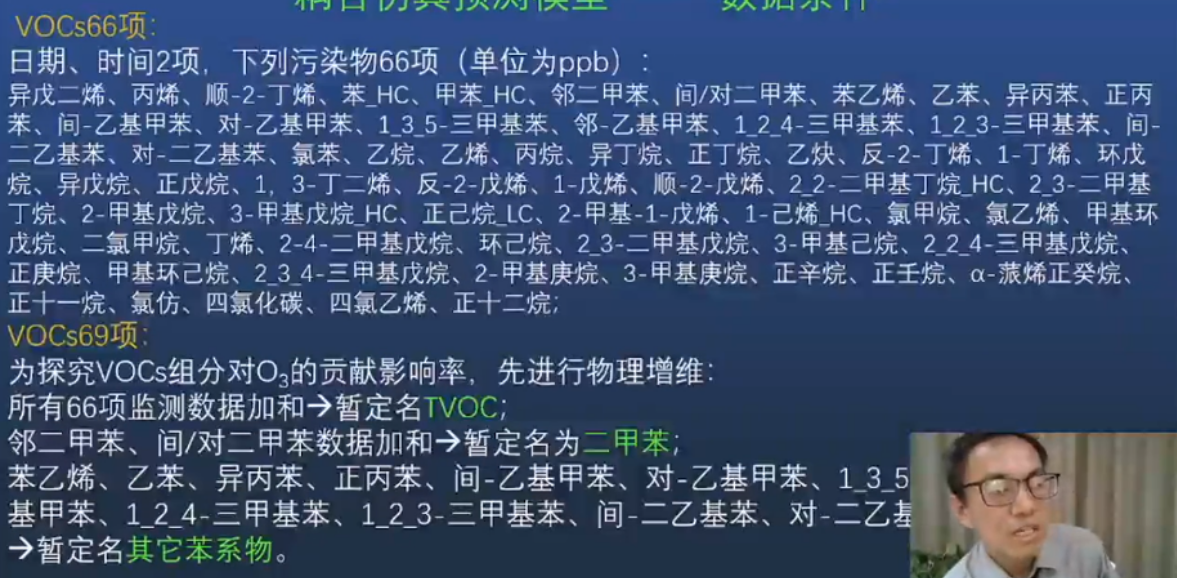 耦合仿真预测模型 数据条件
VOCs66项:
日期、时间2项，下列污染物66项（单位为ppb）:
异戊二烯、丙烯、顺-2-丁烯、苯_HC、甲苯_HC、邻二甲苯、间/对二甲苯、苯乙烯、乙苯、异丙苯、正丙
苯、间-乙基甲苯、对-乙基甲苯、1_3_5-三甲基苯、邻-乙基甲苯、1_2_4-三甲基苯、1_2_3-三甲基苯、间-
二乙基苯、对-二乙基苯、氯苯、乙烷、乙烯、丙烷、异丁烷、正丁烷、乙炔、反-2-丁烯、1-丁烯、环戊
烷、异戊烷、正戊烷、1，3-丁二烯、反-2-戊烯、1-戊烯、顺-2-戊烯、2_2-二甲基丁烷_HC、2_3-二甲基
丁烷、2-甲基戊烷、3-甲基戊烷_HC、正己烷_LC、2-甲基-1-戊烯、1-己烯_HC、氯甲烷、氯乙烯、甲基环
戊烷、二氯甲烷、丁烯、2-4-二甲基戊烷、环己烷、2_3-二甲基戊烷、3-甲基己烷、2_2_4-三甲基戊烷、
正庚烷、甲基环己烷、2_3_4-三甲基戊烷、2-甲基庚烷、3-甲基庚烷、正辛烷、正壬烷、α-蒎烯正癸烷、
正十一烷、氯仿、四氯化碳、四氯乙烯、正十二烷;
VOCs69项:
为探究VOCs组分对O₃的贡献影响率，先进行物理增维:
所有66项监测数据加和→暂定名TVOC;
邻二甲苯、间/对二甲苯数据加和→暂定名为二甲苯;
苯乙烯、乙苯、异丙苯、正丙苯、间-乙基甲苯、对-乙基甲苯、1_3_5
基甲苯、1_2_4-三甲基苯、1_2_3-三甲基苯、间-二乙基苯、对-二乙基
→暂定名其它苯系物。